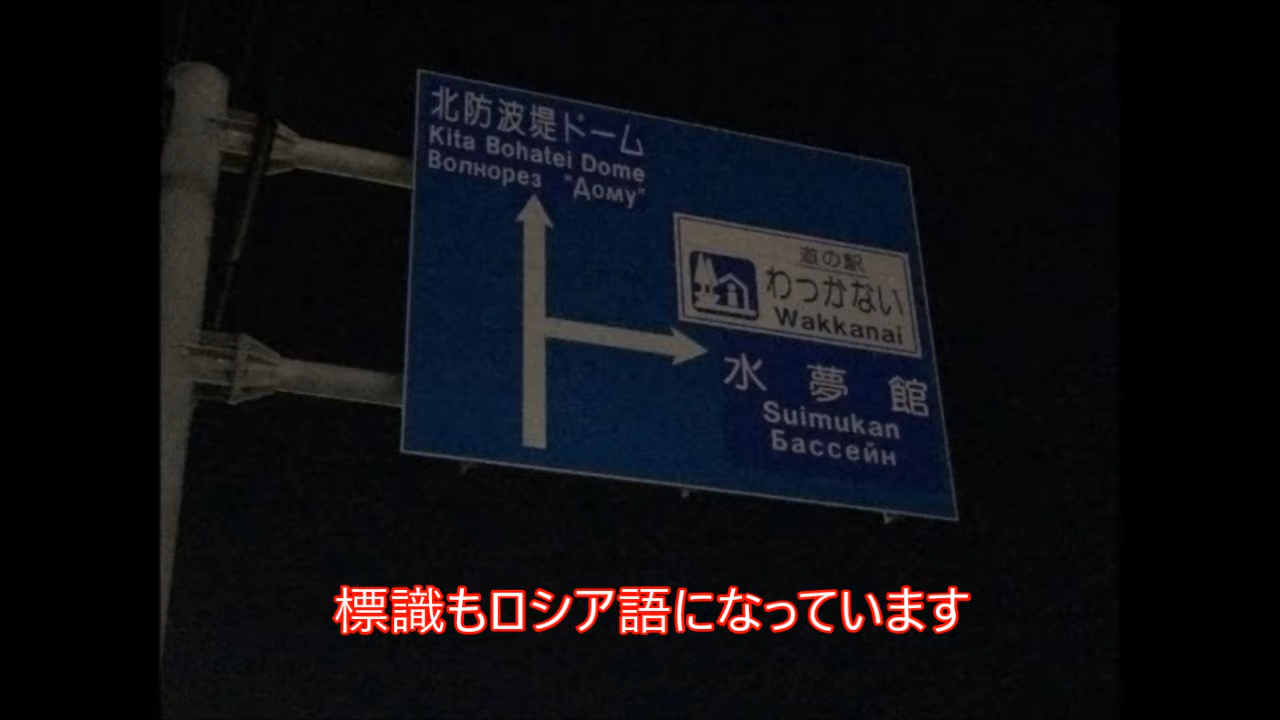 北防波堤ドーム
Kita Bohatei Dome
Волнорез "Дому"
道の駅
わっかない
Wakkanai
水夢館
Suimukan
Бассейн
標識もロシア語になっています